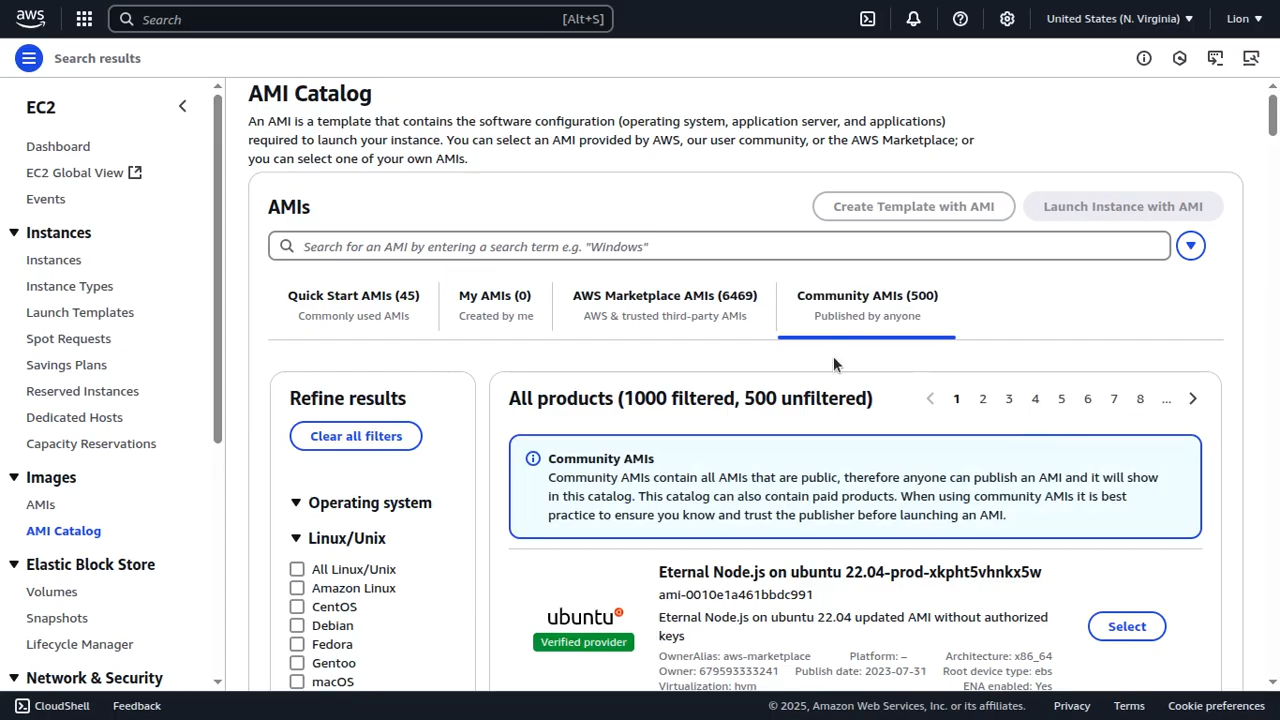 aws
Search
[Alt+S]
United States (N. Virginia)
Lion
Search results
EC2
Dashboard
EC2 Global View
Events
Instances
Instances
Instance Types
Launch Templates
Spot Requests
Savings Plans
Reserved Instances
Dedicated Hosts
Capacity Reservations
Images
AMIs
AMI Catalog
Elastic Block Store
Volumes
Snapshots
Lifecycle Manager
Network & Security
AMI Catalog
An AMI is a template that contains the software configuration (operating system, application server, and applications)
required to launch your instance. You can select an AMI provided by AWS, our user community, or the AWS Marketplace; or
you can select one of your own AMIs.
AMIs
Create Template with AMI
Launch Instance with AMI
Search for an AMI by entering a search term e.g. "Windows"
Quick Start AMIs (45)
Commonly used AMIs
My AMIs (0)
Created by me
AWS Marketplace AMIs (6469)
AWS & trusted third-party AMIs
Community AMIs (500)
Published by anyone
Refine results
Clear all filters
Operating system
Linux/Unix
All Linux/Unix
Amazon Linux
CentOS
Debian
Fedora
Gentoo
macOS
All products (1000 filtered, 500 unfiltered)
1 2 3 4 5 6 7 8 ...
Community AMIs
Community AMIs contain all AMIs that are public, therefore anyone can publish an AMI and it will show
in this catalog. This catalog can also contain paid products. When using community AMIs it is best
practice to ensure you know and trust the publisher before launching an AMI.
ubuntu
Verified provider
Eternal Node.js on ubuntu 22.04-prod-xkpht5vhnkx5w
ami-0010e1a461bbdc991
Eternal Node.js on ubuntu 22.04 updated AMI without authorized
keys
OwnerAlias: aws-marketplace Platform: – Architecture: x86_64
Owner: 679593333241 Publish date: 2023-07-31 Root device type: ebs
Virtualization: hvm ENA enabled: Yes
Select
CloudShell
Feedback
© 2025, Amazon Web Services, Inc. or its affiliates.
Privacy
Terms
Cookie preferences